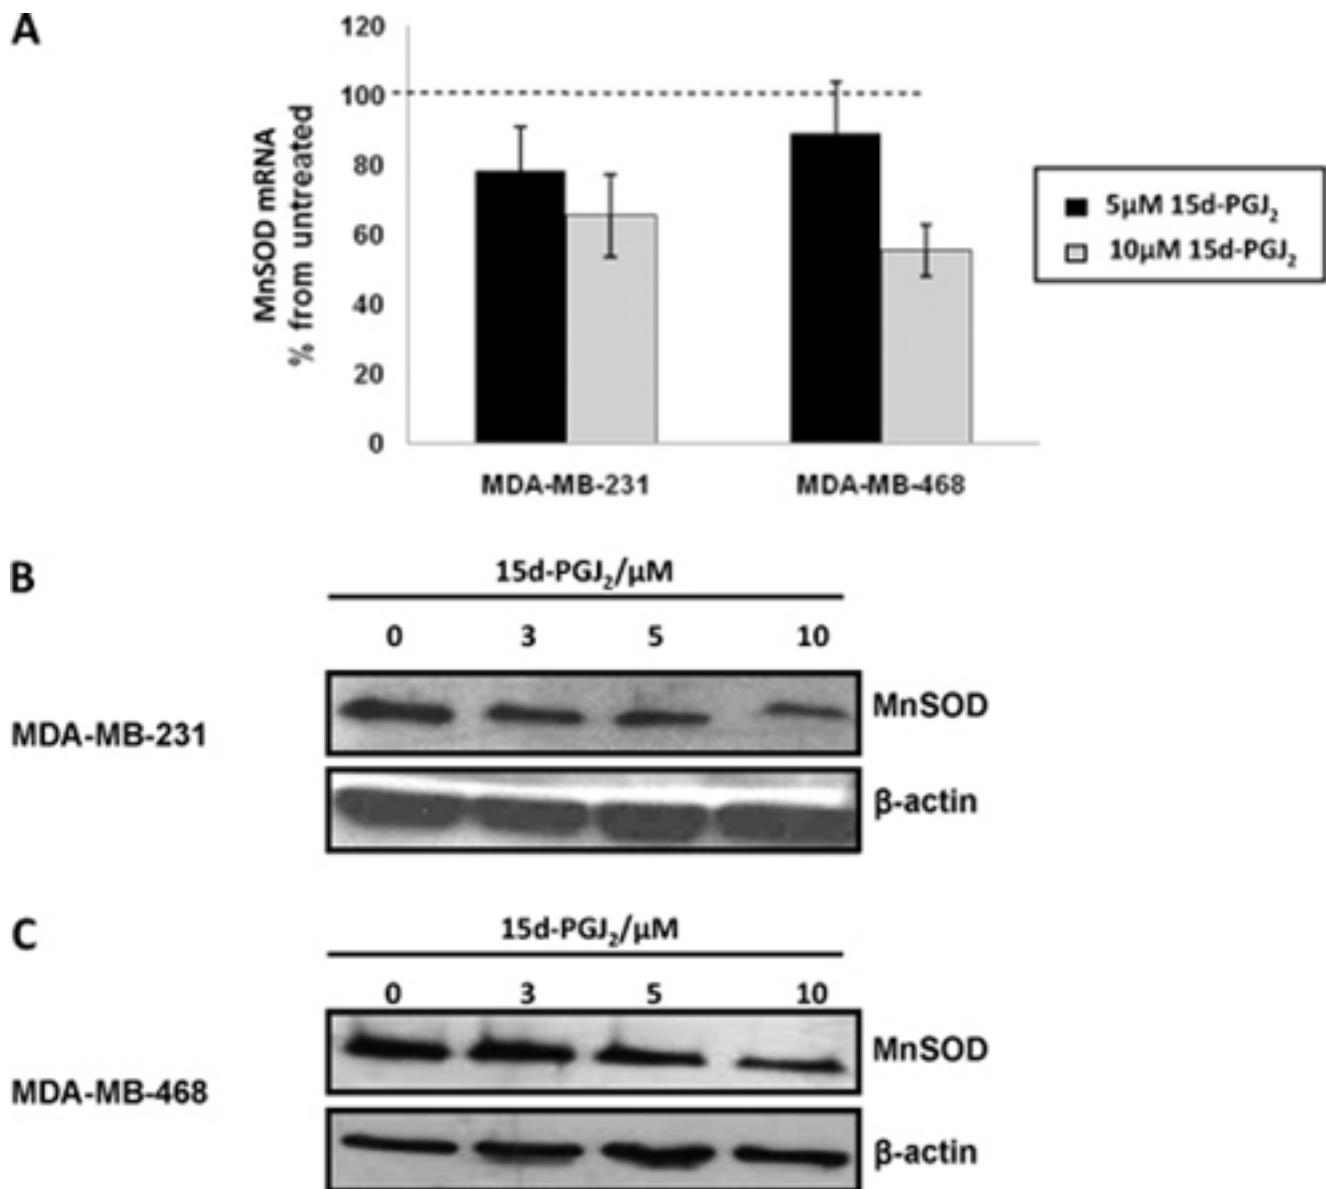 A
120
100
80
60
40
20
0
MnSOD mRNA
% from untreated
MDA-MB-231
MDA-MB-468
5µM 15d-PGJ₂
10µM 15d-PGJ₂
B
15d-PGJ₂/µM
0 3 5 10
MDA-MB-231
MnSOD
β-actin
C
15d-PGJ₂/µM
0 3 5 10
MDA-MB-468
MnSOD
β-actin